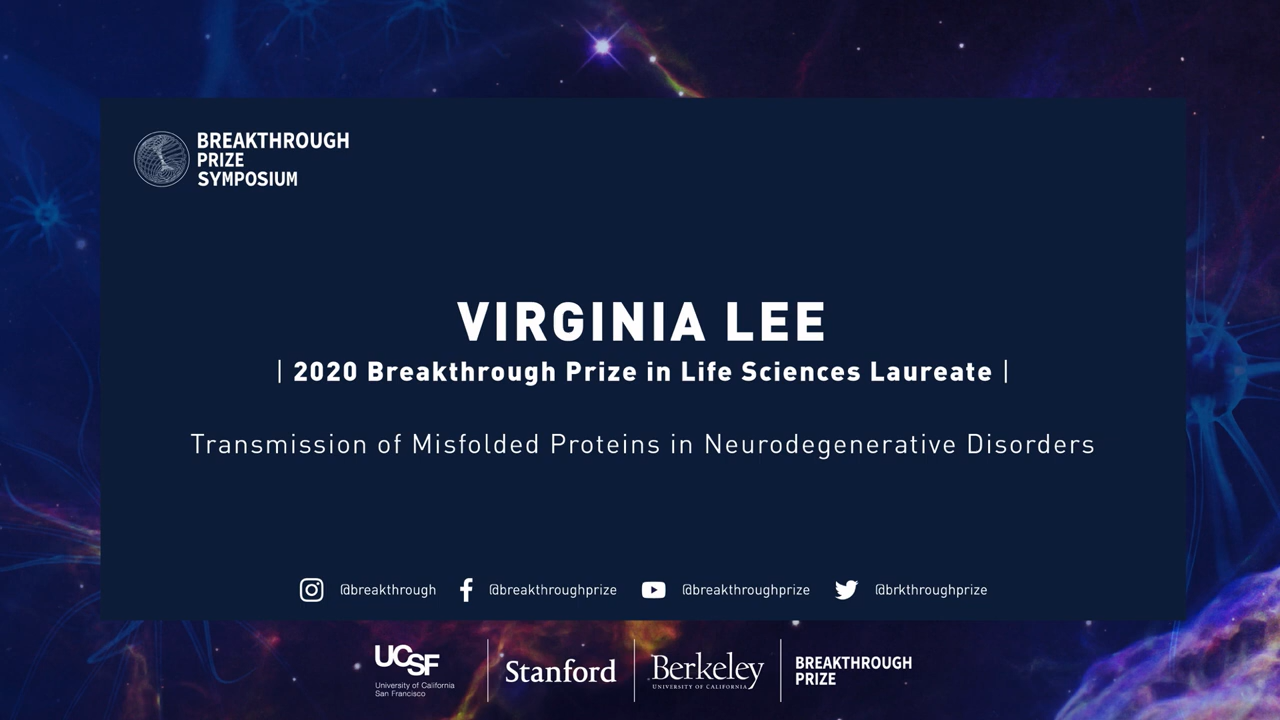 BREAKTHROUGH
PRIZE
SYMPOSIUM
VIRGINIA LEE
| 2020 Breakthrough Prize in Life Sciences Laureate |
Transmission of Misfolded Proteins in Neurodegenerative Disorders
@breakthrough @breakthroughprize @breakthroughprize @brkthroughprize
UCSF
University of California
San Francisco
Stanford
Berkeley
UNIVERSITY OF CALIFORNIA
BREAKTHROUGH
PRIZE